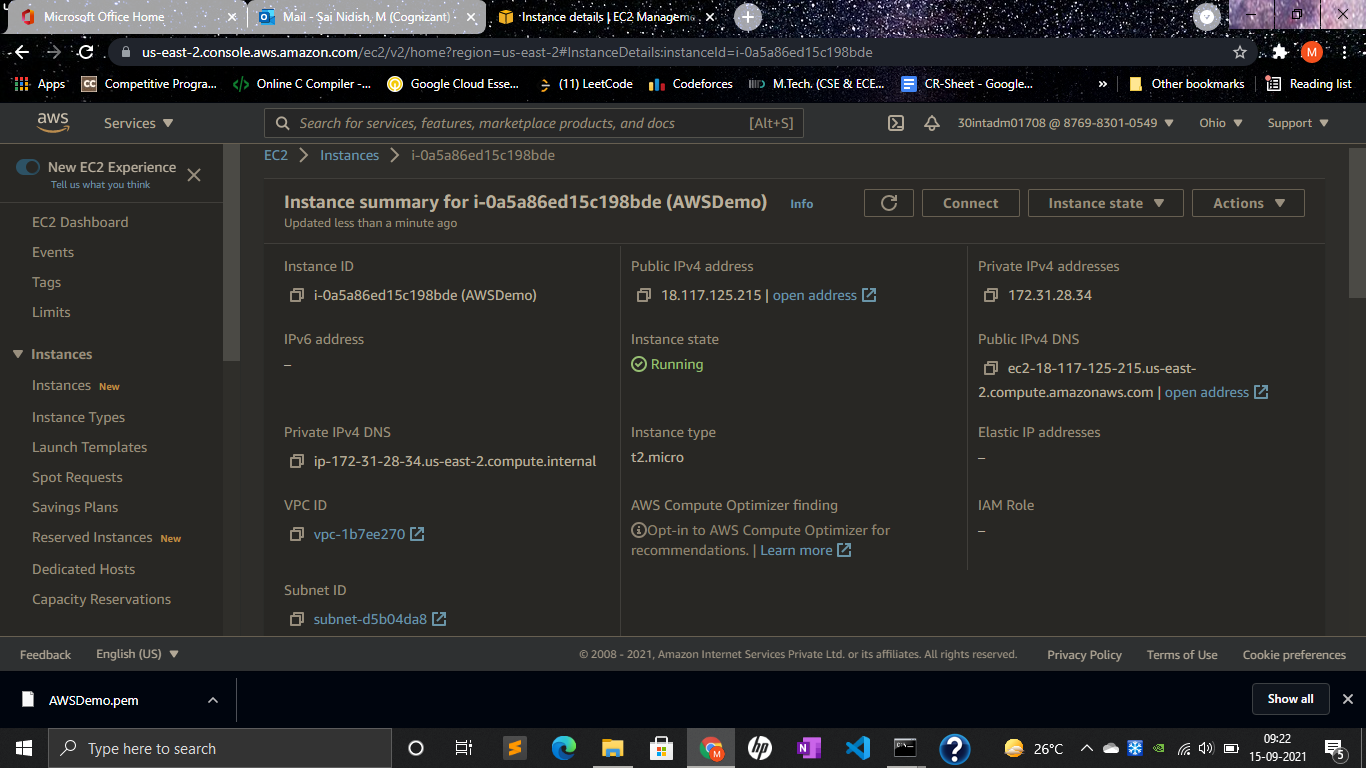 Microsoft Office Home
Mail - Sai Nidish, M (Cognizant) -
Instance details | EC2 Manageme
us-east-2.console.aws.amazon.com/ec2/v2/home?region=us-east-2#InstanceDetails:instanceId=i-0a5a86ed15c198bde
M
Apps
CC
Competitive Progra...
Online C Compiler -...
Google Cloud Esse...
(11) LeetCode
Codeforces
M.Tech. (CSE & ECE...
CR-Sheet - Google...
»
Other bookmarks
Reading list
aws
Services
Search for services, features, marketplace products, and docs
[Alt+S]
30intadm01708 @ 8769-8301-0549
Ohio
Support
New EC2 Experience
Tell us what you think
EC2 Dashboard
Events
Tags
Limits
Instances
Instances New
Instance Types
Launch Templates
Spot Requests
Savings Plans
Reserved Instances New
Dedicated Hosts
Capacity Reservations
EC2
Instances
i-0a5a86ed15c198bde
Instance summary for i-0a5a86ed15c198bde (AWSDemo) Info
Updated less than a minute ago
Connect
Instance state
Actions
Instance ID
i-0a5a86ed15c198bde (AWSDemo)
Public IPv4 address
18.117.125.215 | open address
Private IPv4 addresses
172.31.28.34
IPv6 address
–
Instance state
Running
Public IPv4 DNS
ec2-18-117-125-215.us-east-
2.compute.amazonaws.com | open address
Private IPv4 DNS
ip-172-31-28-34.us-east-2.compute.internal
Instance type
t2.micro
Elastic IP addresses
–
VPC ID
vpc-1b7ee270
AWS Compute Optimizer finding
Opt-in to AWS Compute Optimizer for
recommendations. | Learn more
IAM Role
–
Subnet ID
subnet-d5b04da8
Feedback
English (US)
© 2008 - 2021, Amazon Internet Services Private Ltd. or its affiliates. All rights reserved.
Privacy Policy
Terms of Use
Cookie preferences
AWSDemo.pem
Show all
Type here to search
26°C
09:22
15-09-2021
5